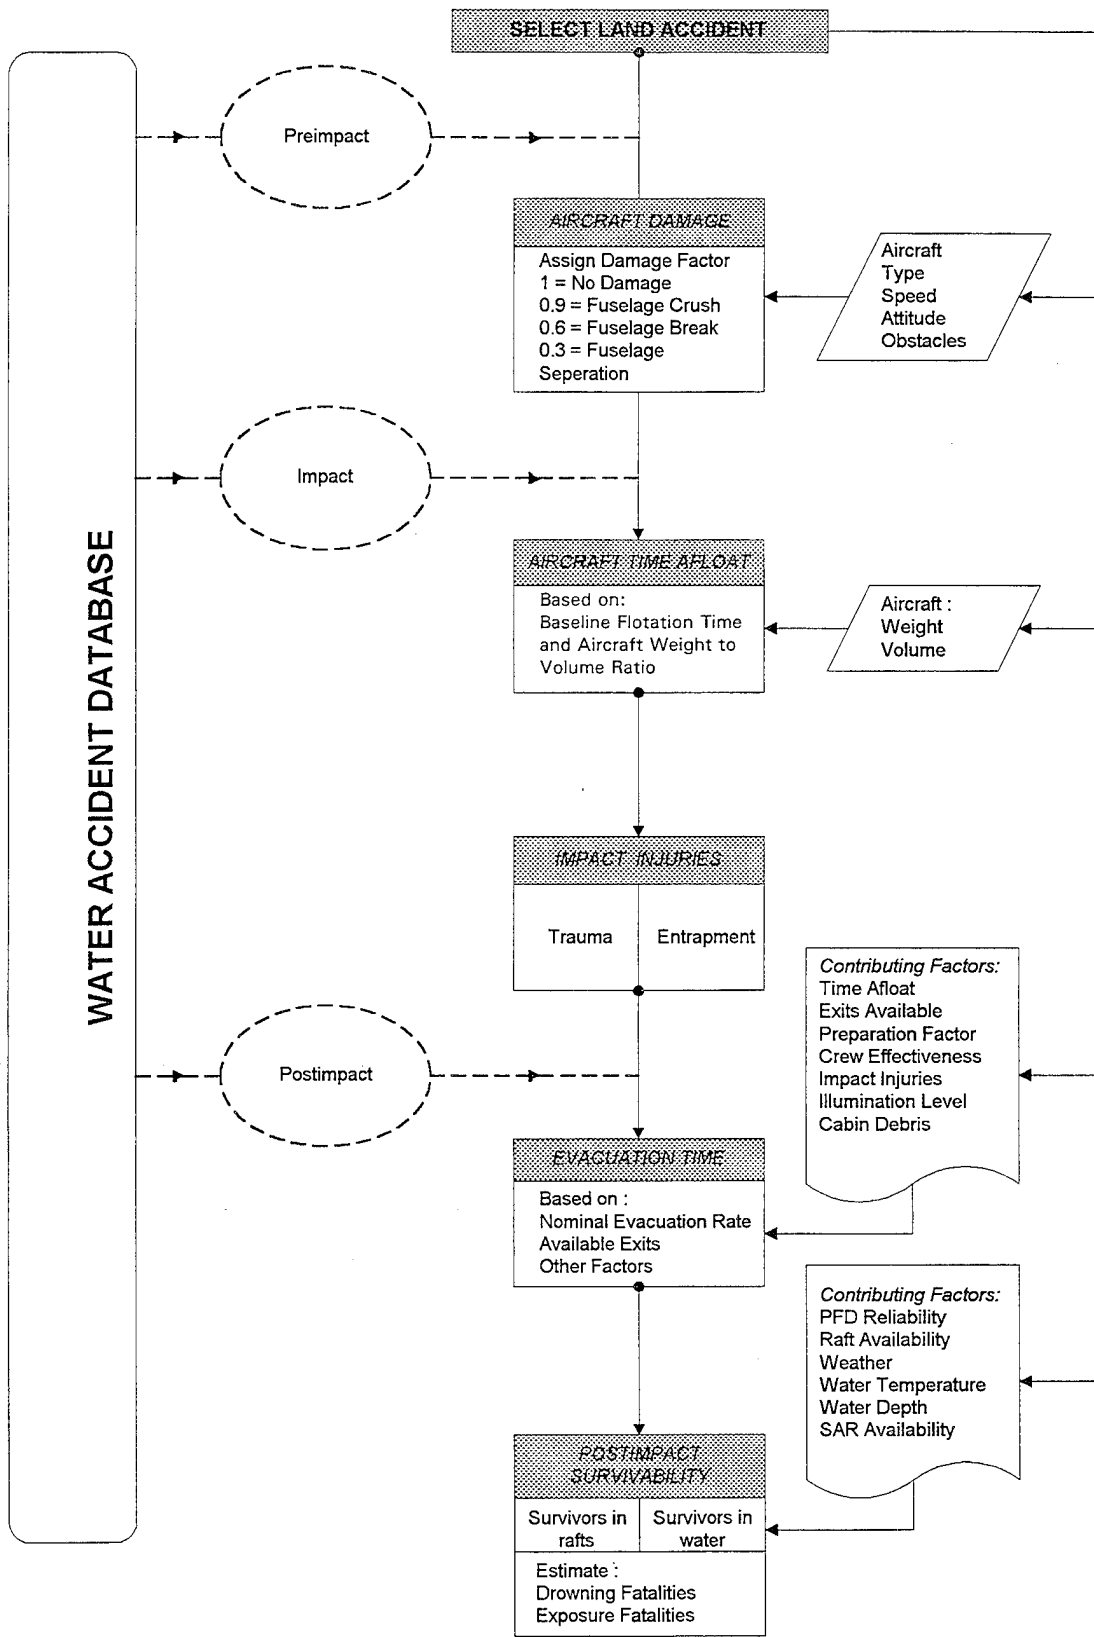 SELECT LAND ACCIDENT
Preimpact
AIRCRAFT DAMAGE
Assign Damage Factor
1 = No Damage
0.9 = Fuselage Crush
0.6 = Fuselage Break
0.3 = Fuselage
Seperation
Aircraft
Type
Speed
Attitude
Obstacles
Impact
WATER ACCIDENT DATABASE
AIRCRAFT TIME AFLOAT
Based on:
Baseline Flotation Time
and Aircraft Weight to
Volume Ratio
Aircraft :
Weight
Volume
IMPACT INJURIES
Trauma
Entrapment
Contributing Factors:
Time Afloat
Exits Available
Preparation Factor
Crew Effectiveness
Impact Injuries
Illumination Level
Cabin Debris
Postimpact
EVACUATION TIME
Based on :
Nominal Evacuation Rate
Available Exits
Other Factors
Contributing Factors:
PFD Reliability
Raft Availability
Weather
Water Temperature
Water Depth
SAR Availability
POSTIMPACT
SURVIVABILITY
Survivors in
rafts
Survivors in
water
Estimate :
Drowning Fatalities
Exposure Fatalities